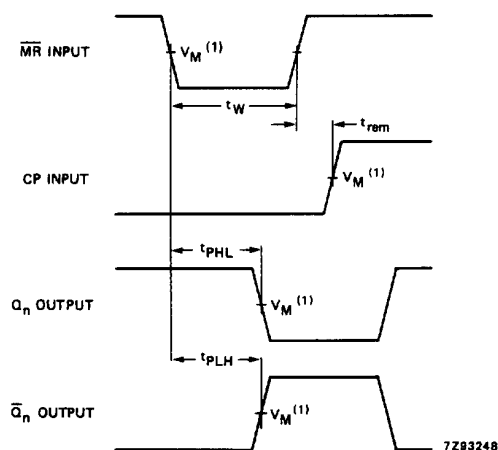 M̅R̅ INPUT
V_M (1)
t_W
t_rem
CP INPUT
V_M (1)
t_PHL
Q_n OUTPUT
V_M (1)
t_PLH
Q̅_n OUTPUT
V_M (1)
7Z93248